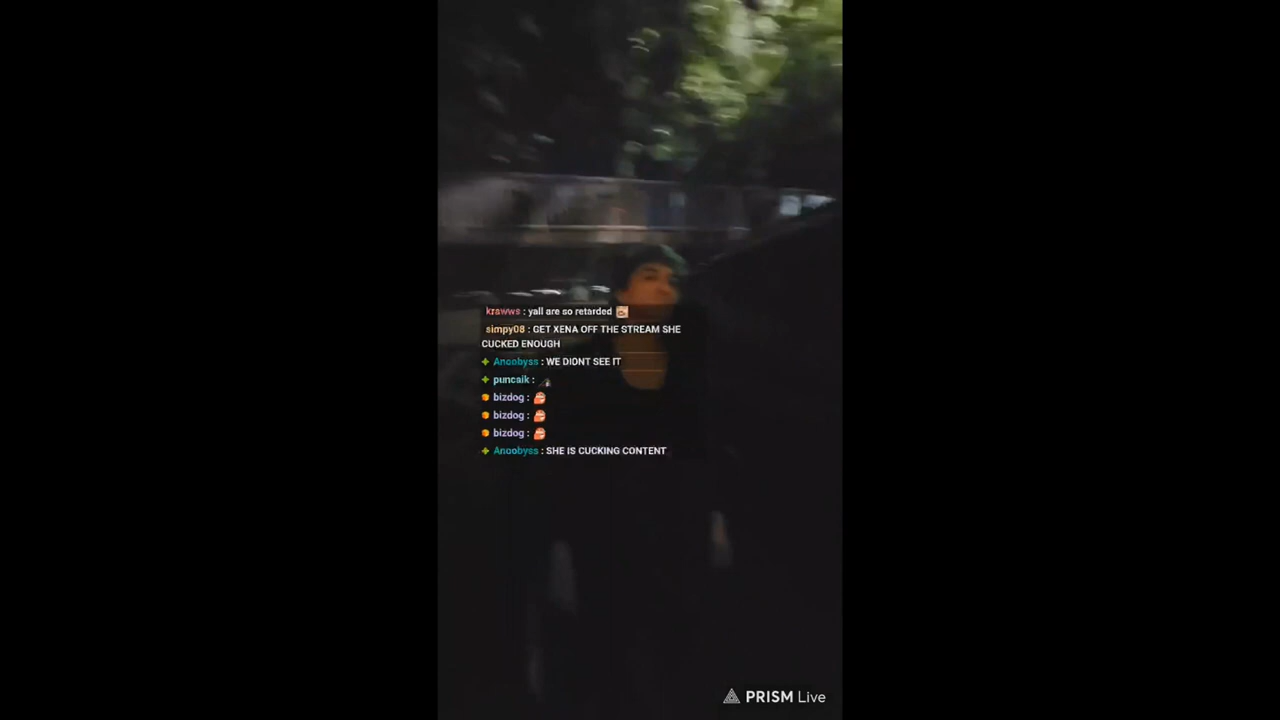 krawws : yall are so retarded
simpy08 : GET XENA OFF THE STREAM SHE
CUCKED ENOUGH
Anoobyss : WE DIDNT SEE IT
puncaik :
bizdog :
bizdog :
bizdog :
Anoobyss : SHE IS CUCKING CONTENT
PRISM Live